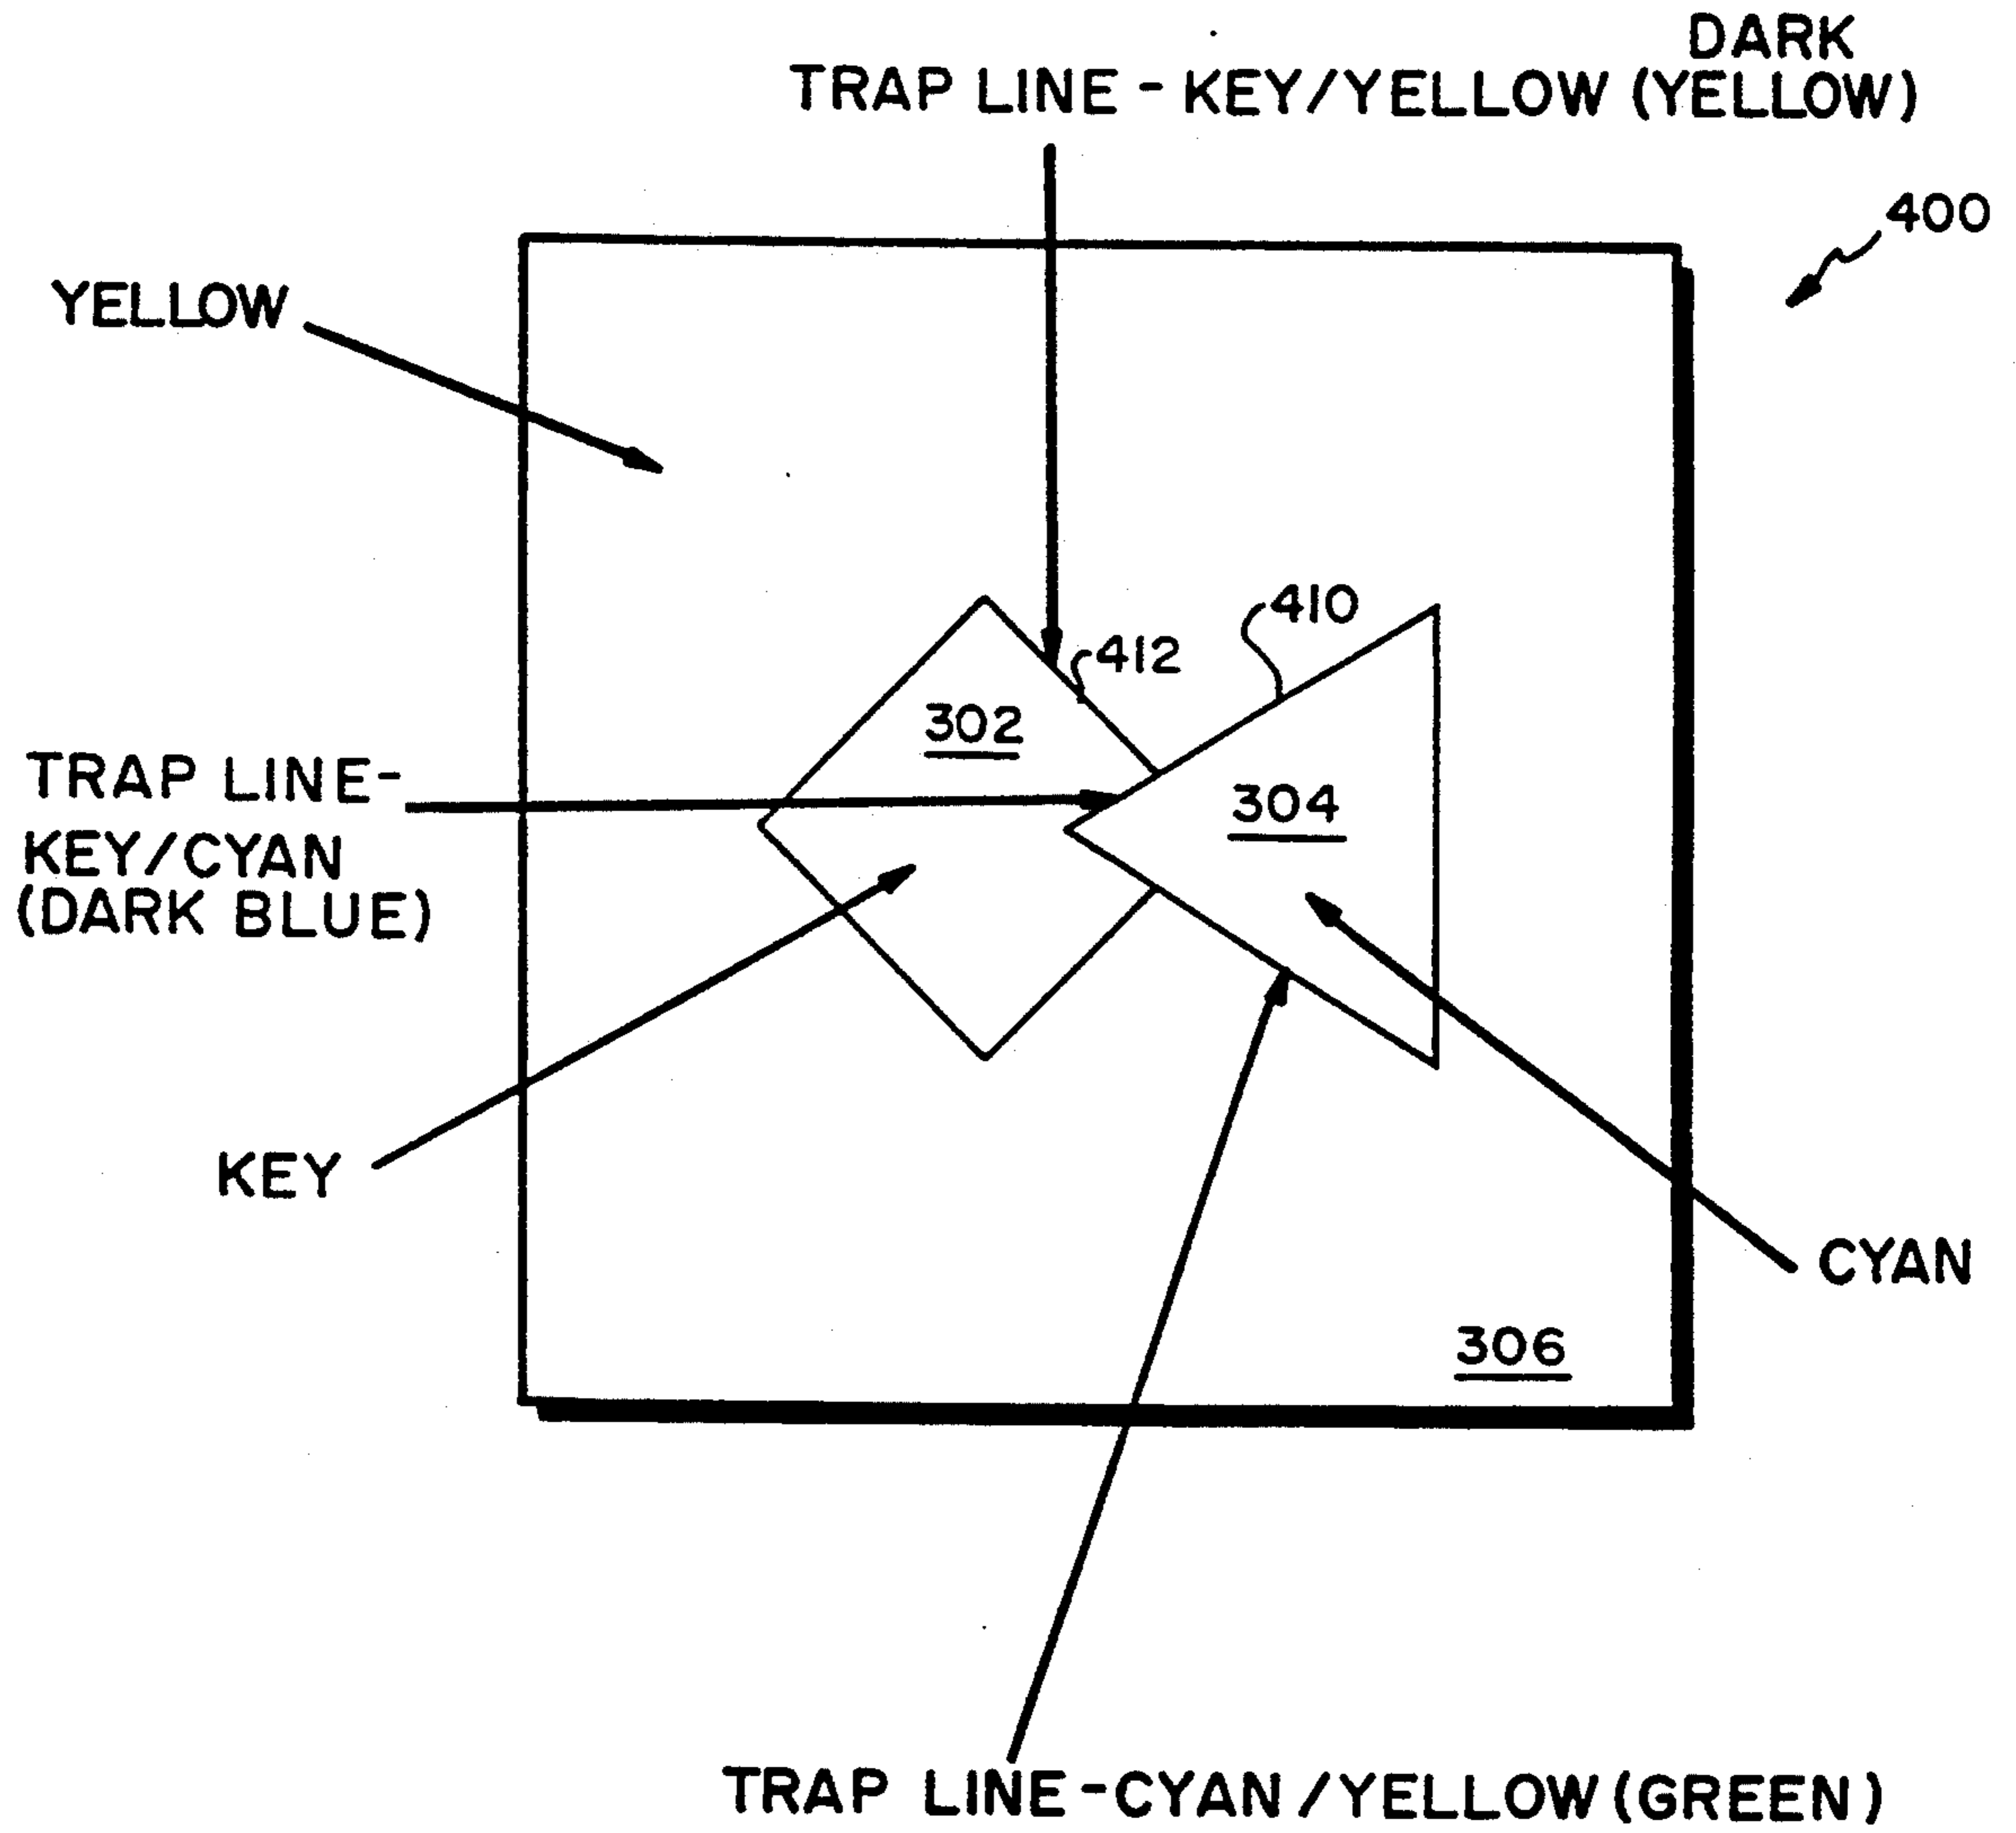 DARK
TRAP LINE - KEY/YELLOW (YELLOW)
400
YELLOW
410
412
302
TRAP LINE-
KEY/CYAN
(DARK BLUE)
304
KEY
CYAN
306
TRAP LINE-CYAN/YELLOW (GREEN)